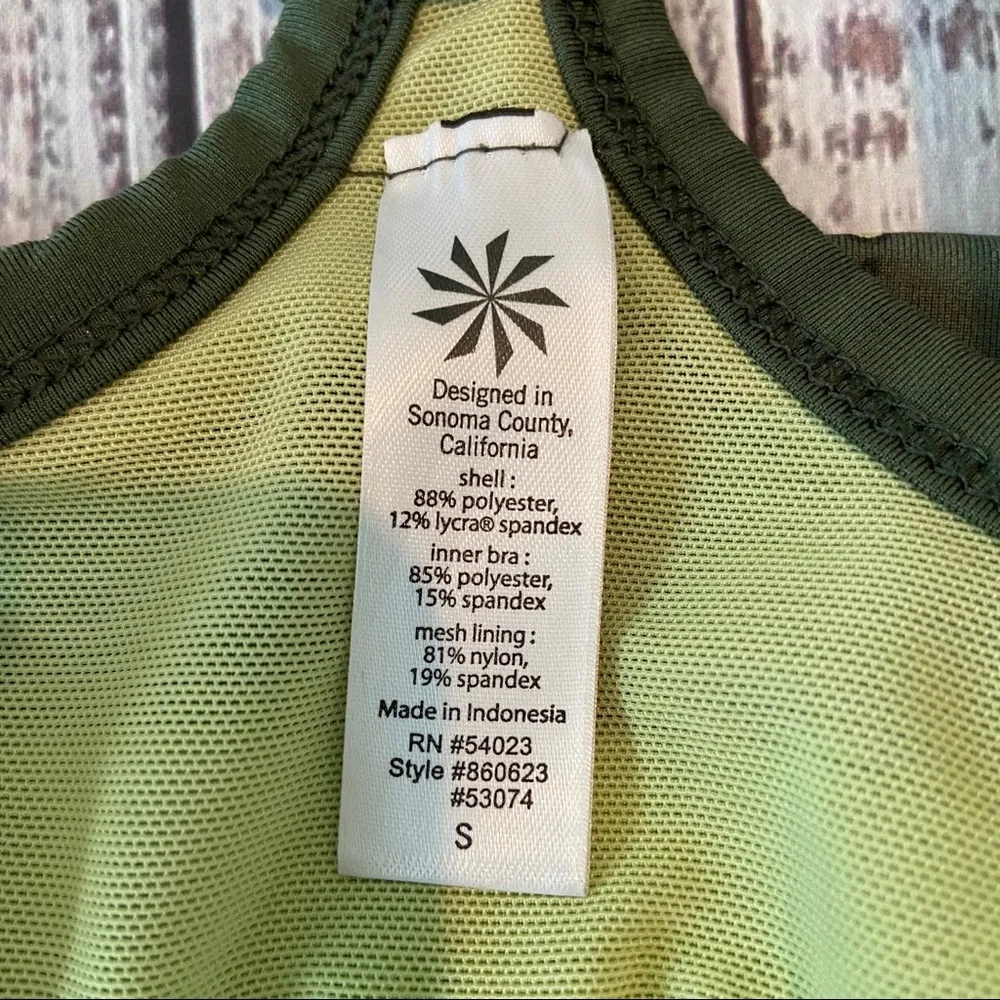 Designed in
Sonoma County,
California
shell :
88% polyester,
12% lycra® spandex
inner bra :
85% polyester,
15% spandex
mesh lining :
81% nylon,
19% spandex
Made in Indonesia
RN #54023
Style #860623
#53074
S